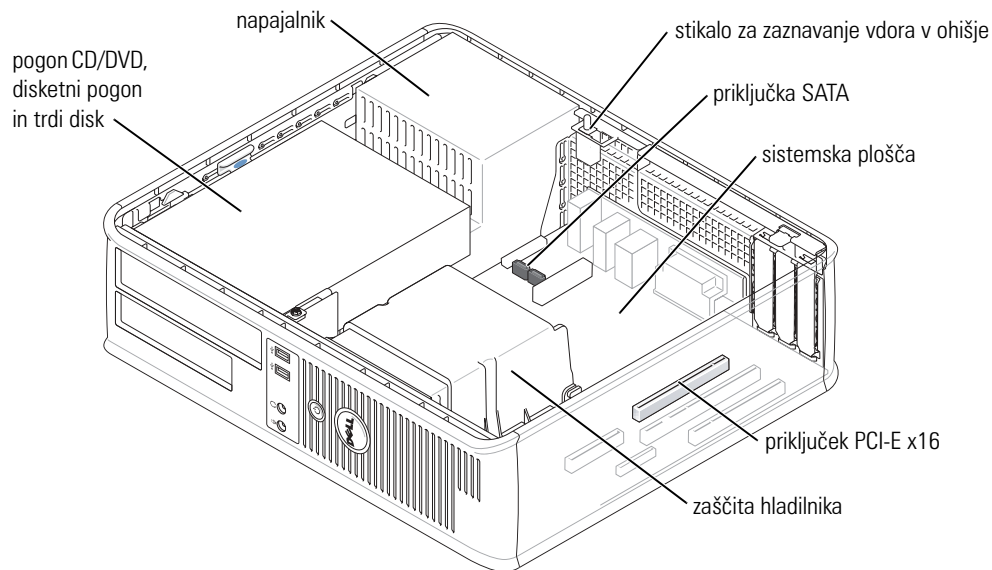 napajalnik
stikalo za zaznavanje vdora v ohišje
pogon CD/DVD,
disketni pogon
in trdi disk
priključka SATA
sistemska plošča
DELL
priključek PCI-E x16
zaščita hladilnika